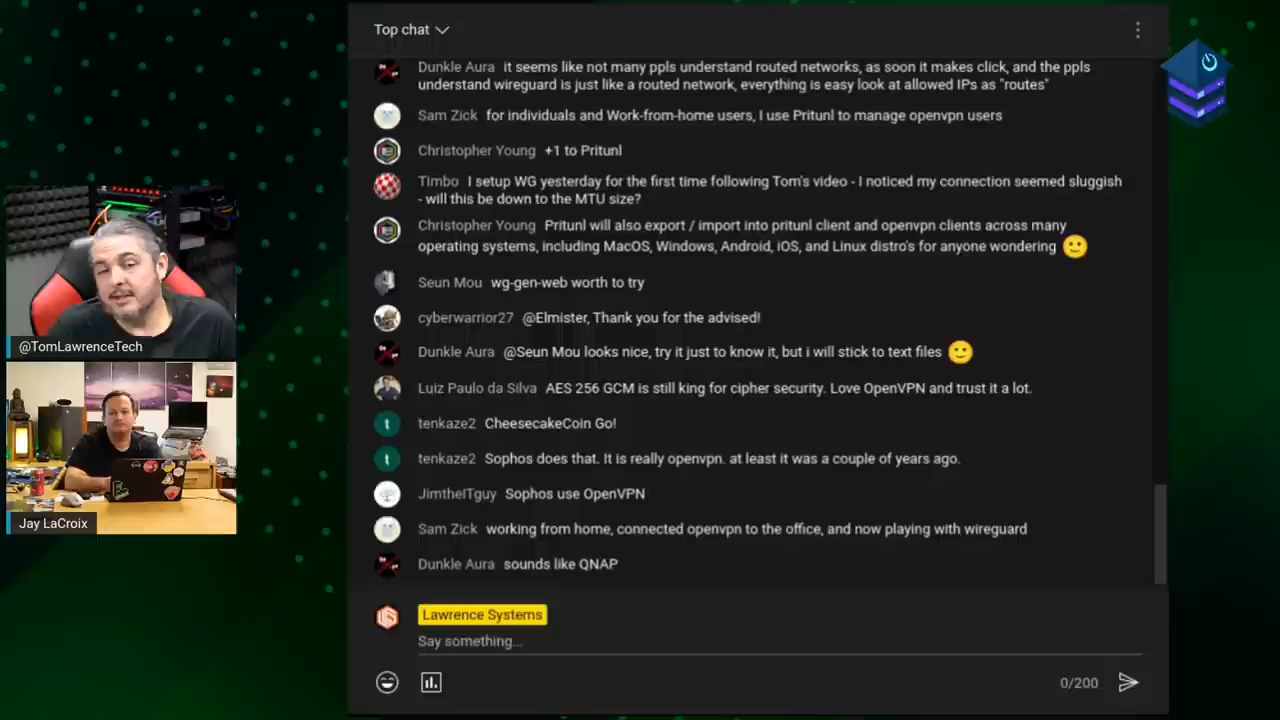 Top chat
Dunkle Aura it seems like not many ppls understand routed networks, as soon it makes click, and the ppls
understand wireguard is just like a routed network, everything is easy look at allowed IPs as "routes"
Sam Zick for individuals and Work-from-home users, I use Pritunl to manage openvpn users
Christopher Young +1 to Pritunl
Timbo I setup WG yesterday for the first time following Tom's video - I noticed my connection seemed sluggish
- will this be down to the MTU size?
Christopher Young Pritunl will also export / import into pritunl client and openvpn clients across many
operating systems, including MacOS, Windows, Android, iOS, and Linux distro's for anyone wondering
Seun Mou wg-gen-web worth to try
cyberwarrior27 @Elmister, Thank you for the advised!
Dunkle Aura @Seun Mou looks nice, try it just to know it, but i will stick to text files
Luiz Paulo da Silva AES 256 GCM is still king for cipher security. Love OpenVPN and trust it a lot.
t tenkaze2 CheesecakeCoin Go!
t tenkaze2 Sophos does that. It is really openvpn. at least it was a couple of years ago.
JimtheITguy Sophos use OpenVPN
Sam Zick working from home, connected openvpn to the office, and now playing with wireguard
Dunkle Aura sounds like QNAP
Lawrence Systems
Say something...
0/200
@TomLawrenceTech
Jay LaCroix